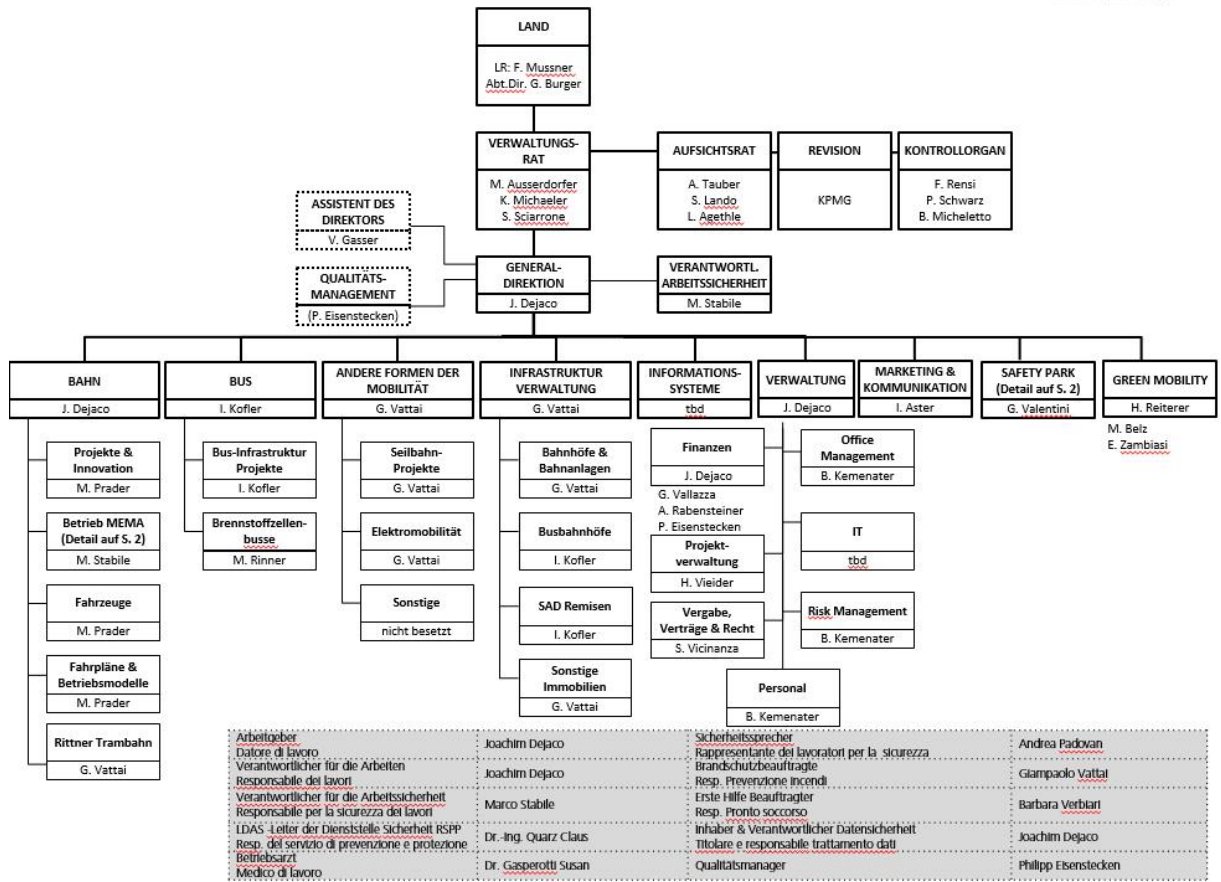 LAND
LR: F. Mussner
Abt.Dir. G. Burger
VERWALTUNGS-
RAT
M. Ausserdorfer
K. Michaeler
S. Sciarrone
AUFSICHTSRAT
A. Tauber
S. Lando
L. Agethle
REVISION
KPMG
KONTROLLORGAN
F. Rensi
P. Schwarz
B. Micheletto
ASSISTENT DES
DIREKTORS
V. Gasser
QUALITÄTS-
MANAGEMENT
(P. Eisenstecken)
GENERAL-
DIREKTION
J. Dejaco
VERANTWORTL.
ARBEITSSICHERHEIT
M. Stabile
BAHN
J. Dejaco
Projekte &
Innovation
M. Prader
Betrieb MEMA
(Detail auf S. 2)
M. Stabile
Fahrzeuge
M. Prader
Fahrpläne &
Betriebsmodelle
M. Prader
Rittner Trambahn
G. Vattai
BUS
I. Kofler
Bus-Infrastruktur
Projekte
I. Kofler
Brennstoffzellen-
busse
M. Rinner
ANDERE FORMEN DER
MOBILITÄT
G. Vattai
Seilbahn-
Projekte
G. Vattai
Elektromobilität
G. Vattai
Sonstige
nicht besetzt
INFRASTRUKTUR
VERWALTUNG
G. Vattai
Bahnhöfe &
Bahnanlagen
G. Vattai
Busbahnhöfe
I. Kofler
SAD Remisen
I. Kofler
Sonstige
Immobilien
G. Vattai
INFORMATIONS-
SYSTEME
tbd
VERWALTUNG
J. Dejaco
Finanzen
J. Dejaco
G. Vallazza
A. Rabensteiner
P. Eisenstecken
Projekt-
verwaltung
H. Vieider
Vergabe,
Verträge & Recht
S. Vicinanza
Office
Management
B. Kemenater
IT
tbd
Risk Management
B. Kemenater
Personal
B. Kemenater
MARKETING &
KOMMUNIKATION
I. Aster
SAFETY PARK
(Detail auf S. 2)
G. Valentini
GREEN MOBILITY
H. Reiterer
M. Belz
E. Zambiasi
Arbeitgeber
Datore di lavoro
Joachim Dejaco
Sicherheitssprecher
Rappresentante dei lavoratori per la sicurezza
Andrea Padovan
Verantwortlicher für die Arbeiten
Responsabile dei lavori
Joachim Dejaco
Brandschutzbeauftragte
Resp. Prevenzione incendi
Giampaolo Vattai
Verantwortlicher für die Arbeitssicherheit
Responsabile per la sicurezza dei lavori
Marco Stabile
Erste Hilfe Beauftragter
Resp. Pronto soccorso
Barbara Verbiari
LDAS -Leiter der Dienststelle Sicherheit RSPP
Resp. del servizio di prevenzione e protezione
Dr.-Ing. Quarz Claus
Inhaber & Verantwortlicher Datensicherheit
Titolare e responsabile trattamento dati
Joachim Dejaco
Betriebsarzt
Medico di lavoro
Dr. Gasperotti Susan
Qualitätsmanager
Philipp Eisenstecken